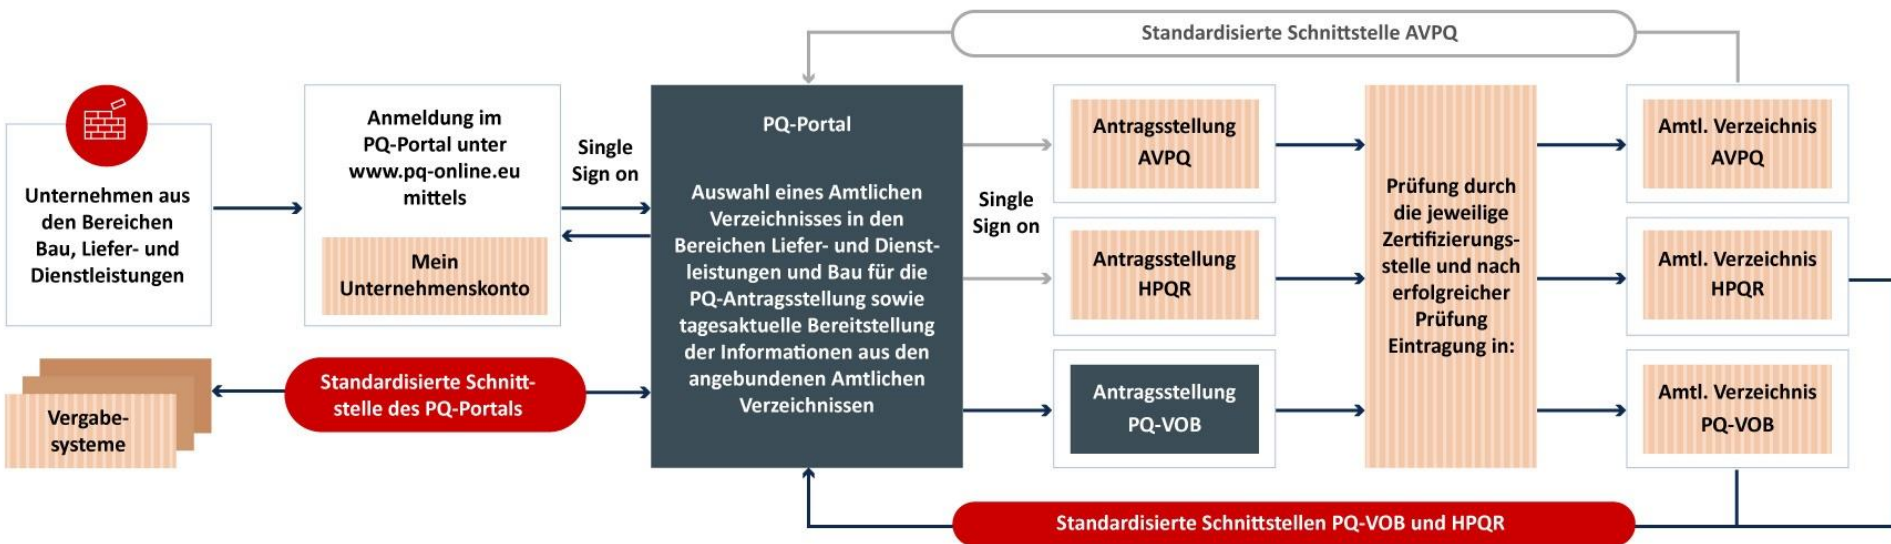 Standardisierte Schnittstelle AVPQ
Unternehmen aus
den Bereichen
Bau, Liefer- und
Dienstleistungen
Anmeldung im
PQ-Portal unter
www.pq-online.eu
mittels
Mein
Unternehmenskonto
Single
Sign on
PQ-Portal
Auswahl eines Amtlichen
Verzeichnisses in den
Bereichen Liefer- und Dienst-
leistungen und Bau für die
PQ-Antragsstellung sowie
tagesaktuelle Bereitstellung
der Informationen aus den
angebundenen Amtlichen
Verzeichnissen
Single
Sign on
Antragsstellung
AVPQ
Antragsstellung
HPQR
Antragsstellung
PQ-VOB
Prüfung durch
die jeweilige
Zertifizierungs-
stelle und nach
erfolgreicher
Prüfung
Eintragung in:
Amtl. Verzeichnis
AVPQ
Amtl. Verzeichnis
HPQR
Amtl. Verzeichnis
PQ-VOB
Vergabe-
systeme
Standardisierte Schnitt-
stelle des PQ-Portals
Standardisierte Schnittstellen PQ-VOB und HPQR